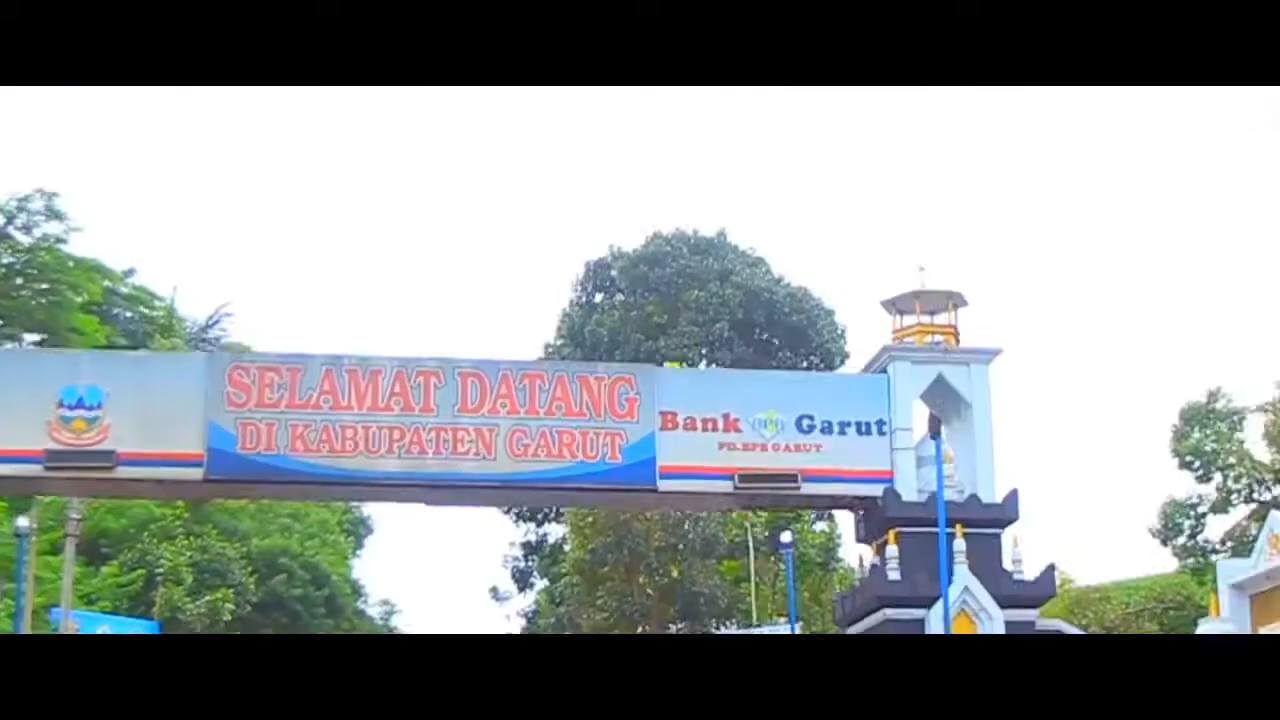 SELAMAT DATANG
DI KABUPATEN GARUT
Bank Garut
PD.BPR GARUT